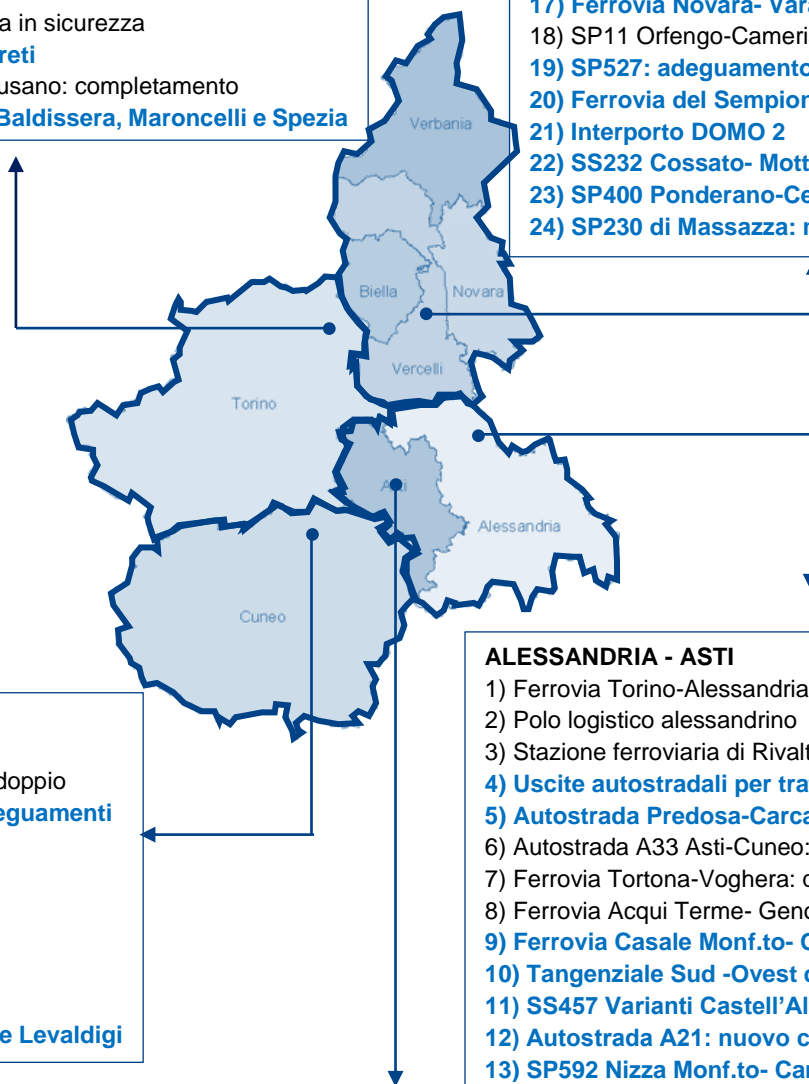 a in sicurezza
reti
usano: completamento
Baldissera, Maroncelli e Spezia
17) Ferrovia Novara- Vara
18) SP11 Orfengo-Cameri
19) SP527: adeguamento
20) Ferrovia del Sempion
21) Interporto DOMO 2
22) SS232 Cossato- Mott
23) SP400 Ponderano-Ce
24) SP230 di Massazza: r
Verbania
Biella
Novara
Vercelli
Torino
Asti
Alessandria
Cuneo
doppio
eguamenti
e Levaldigi
ALESSANDRIA - ASTI
1) Ferrovia Torino-Alessandria
2) Polo logistico alessandrino
3) Stazione ferroviaria di Rivalt
4) Uscite autostradali per tra
5) Autostrada Predosa-Carca
6) Autostrada A33 Asti-Cuneo:
7) Ferrovia Tortona-Voghera: c
8) Ferrovia Acqui Terme- Geno
9) Ferrovia Casale Monf.to- C
10) Tangenziale Sud -Ovest d
11) SS457 Varianti Castell'Al
12) Autostrada A21: nuovo c
13) SP592 Nizza Monf.to- Can